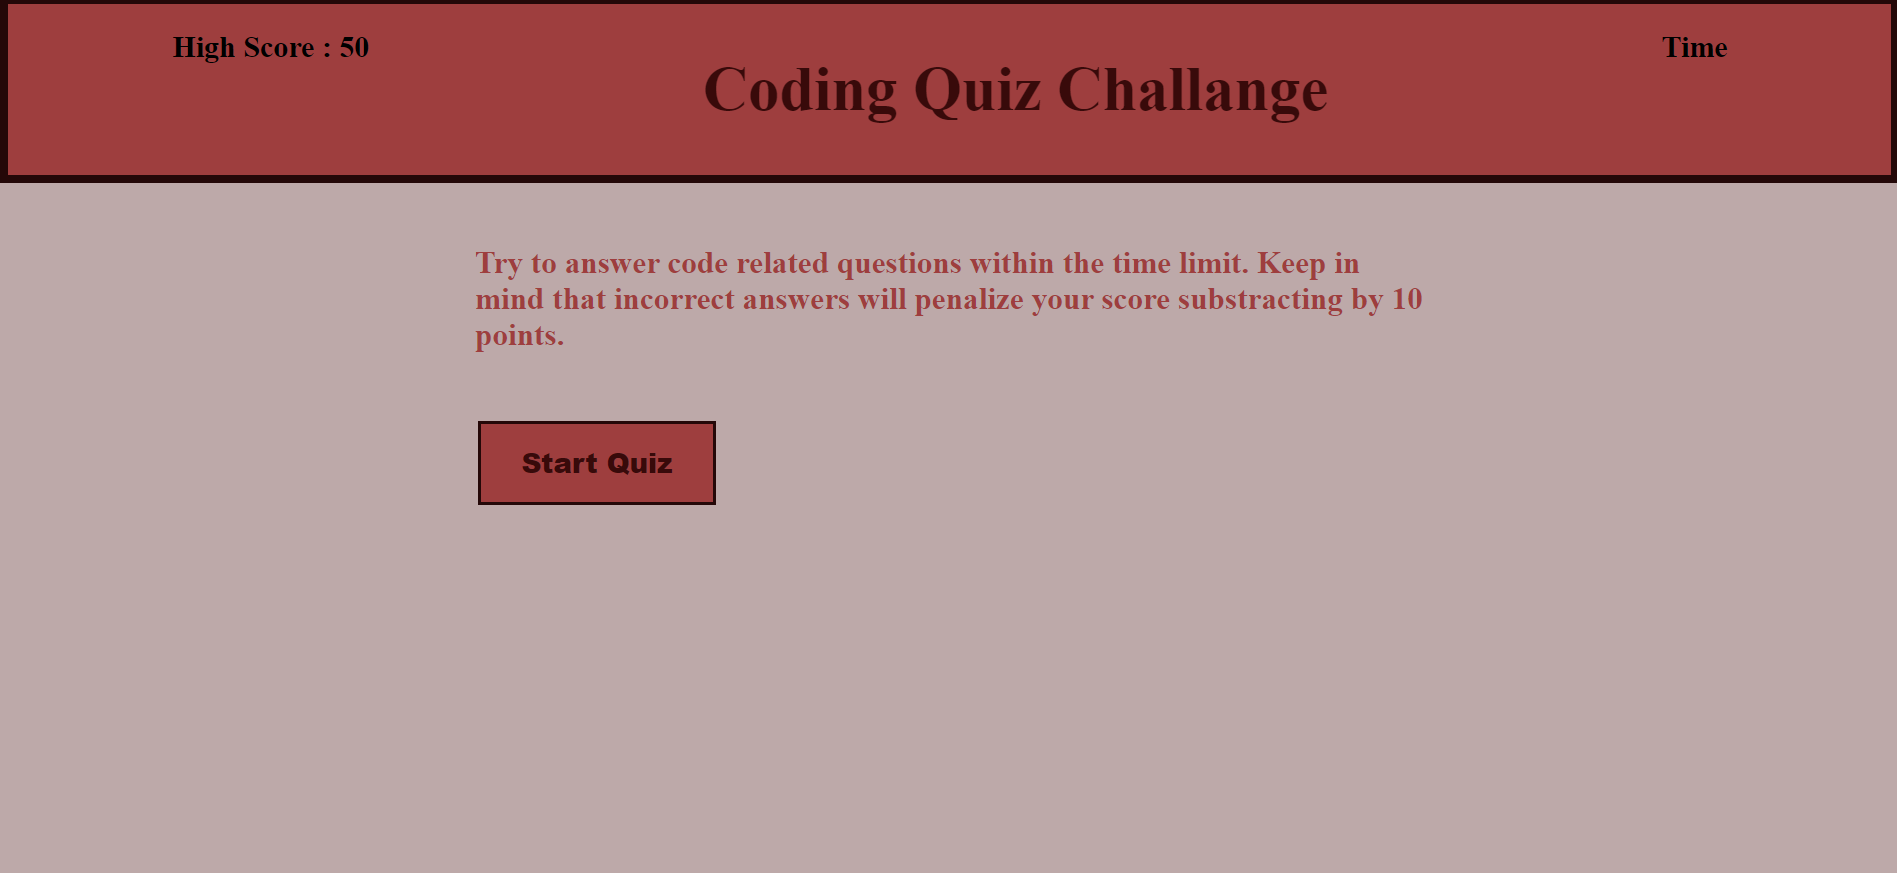 High Score : 50
Time
Coding Quiz Challange
Try to answer code related questions within the time limit. Keep in
mind that incorrect answers will penalize your score substracting by 10
points.
Start Quiz